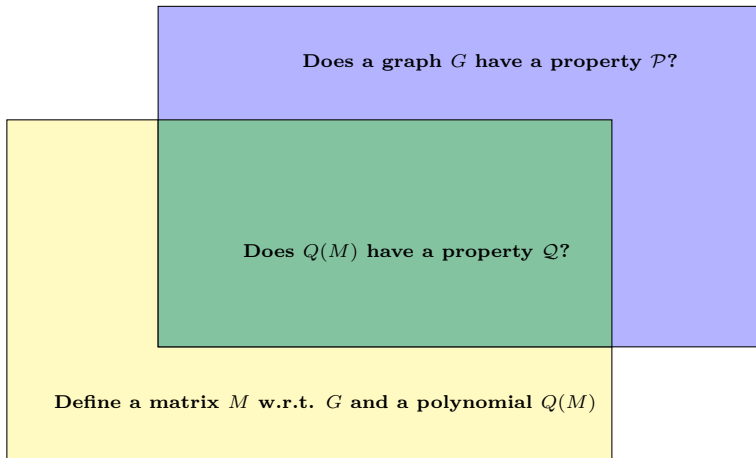 Does a graph G have a property 𝒫?
Does Q(M) have a property 𝒬?
Define a matrix M w.r.t. G and a polynomial Q(M)